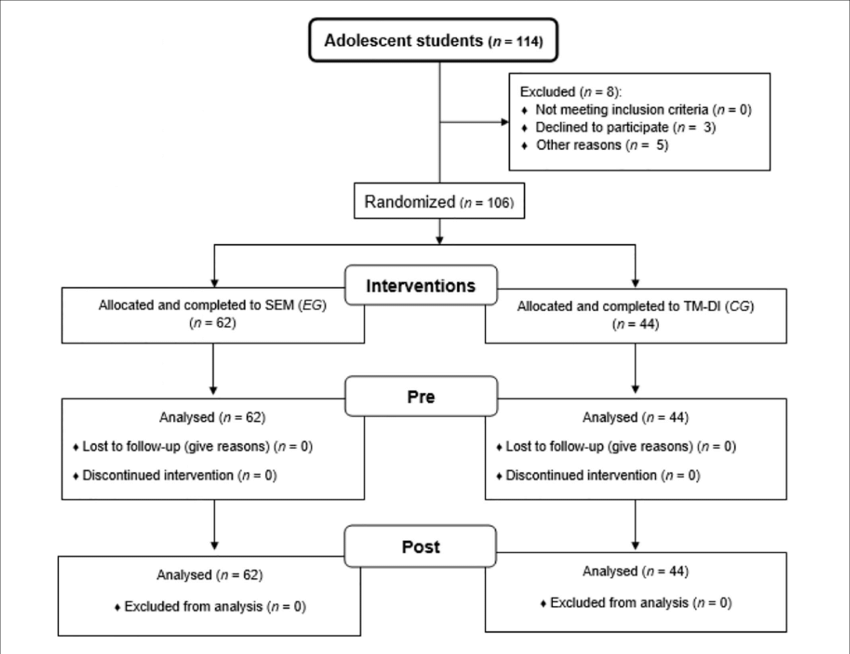 Adolescent students (n = 114)
Excluded (n = 8):
♦ Not meeting inclusion criteria (n = 0)
♦ Declined to participate (n = 3)
♦ Other reasons (n = 5)
Randomized (n = 106)
Interventions
Allocated and completed to SEM (EG)
(n = 62)
Allocated and completed to TM-DI (CG)
(n = 44)
Pre
Analysed (n = 62)
♦ Lost to follow-up (give reasons) (n = 0)
♦ Discontinued intervention (n = 0)
Analysed (n = 44)
♦ Lost to follow-up (give reasons) (n = 0)
♦ Discontinued intervention (n = 0)
Post
Analysed (n = 62)
♦ Excluded from analysis (n = 0)
Analysed (n = 44)
♦ Excluded from analysis (n = 0)